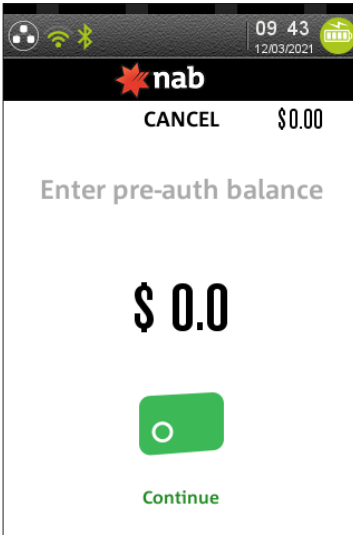 09 43
12/03/2021
nab
CANCEL $0.00
Enter pre-auth balance
$ 0.0
Continue